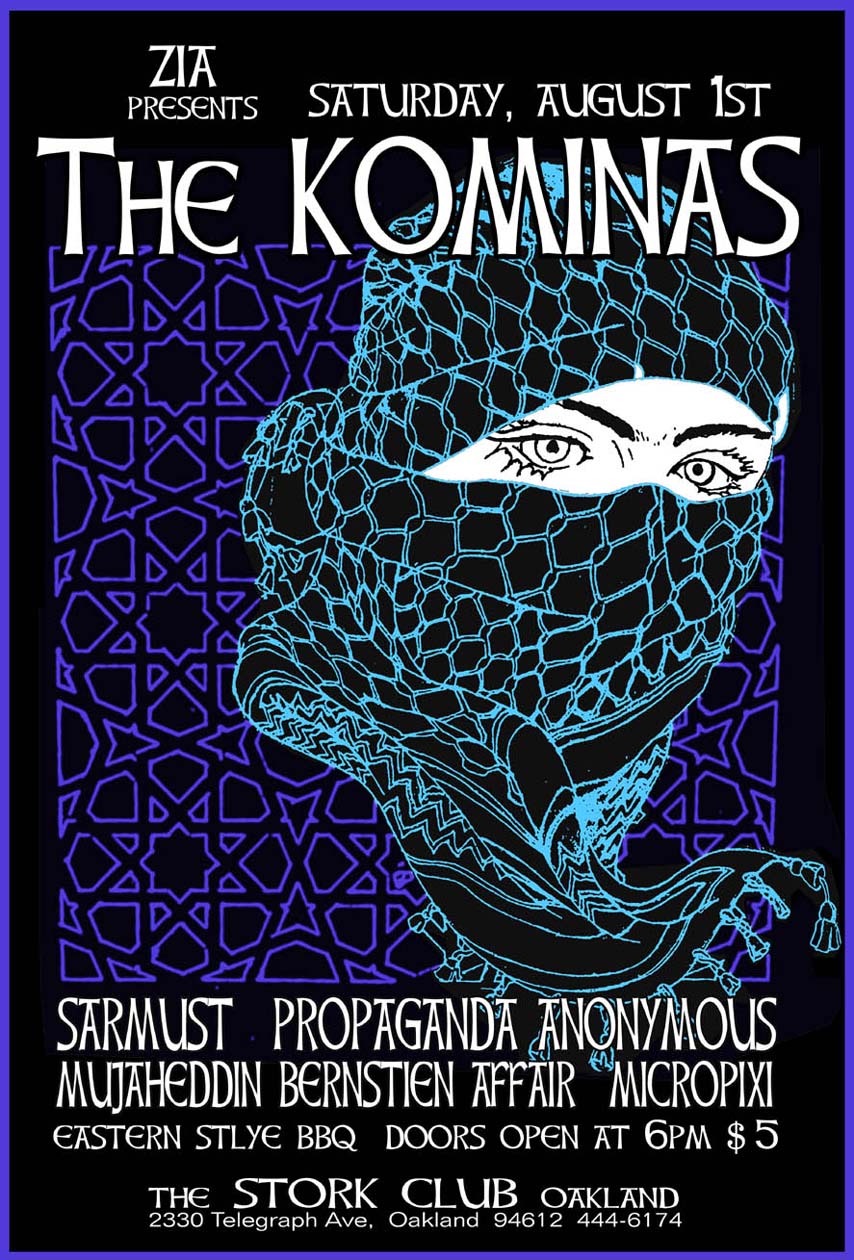 ZIA
PRESENTS
SATURDAY, AUGUST 1ST
THE KOMINAS
SARMUST PROPAGANDA ANONYMOUS
MUJAHEDDIN BERNSTIEN AFFAIR MICROPIXI
EASTERN STLYE BBQ DOORS OPEN AT 6PM $5
THE STORK CLUB OAKLAND
2330 Telegraph Ave, Oakland 94612 444-6174